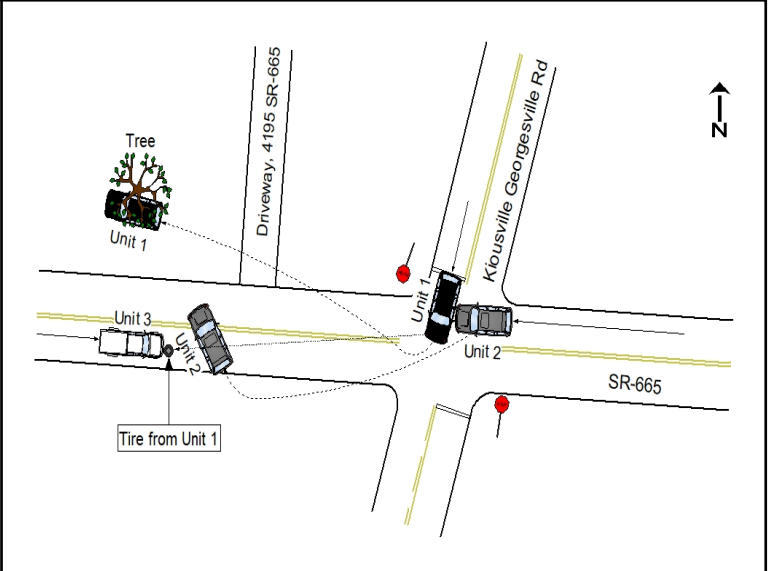 Driveway, 4195 SR-665
Kiousville Georgesville Rd
N
Tree
Unit 1
Unit 1
Unit 3
Unit 2
Unit 2
SR-665
Tire from Unit 1